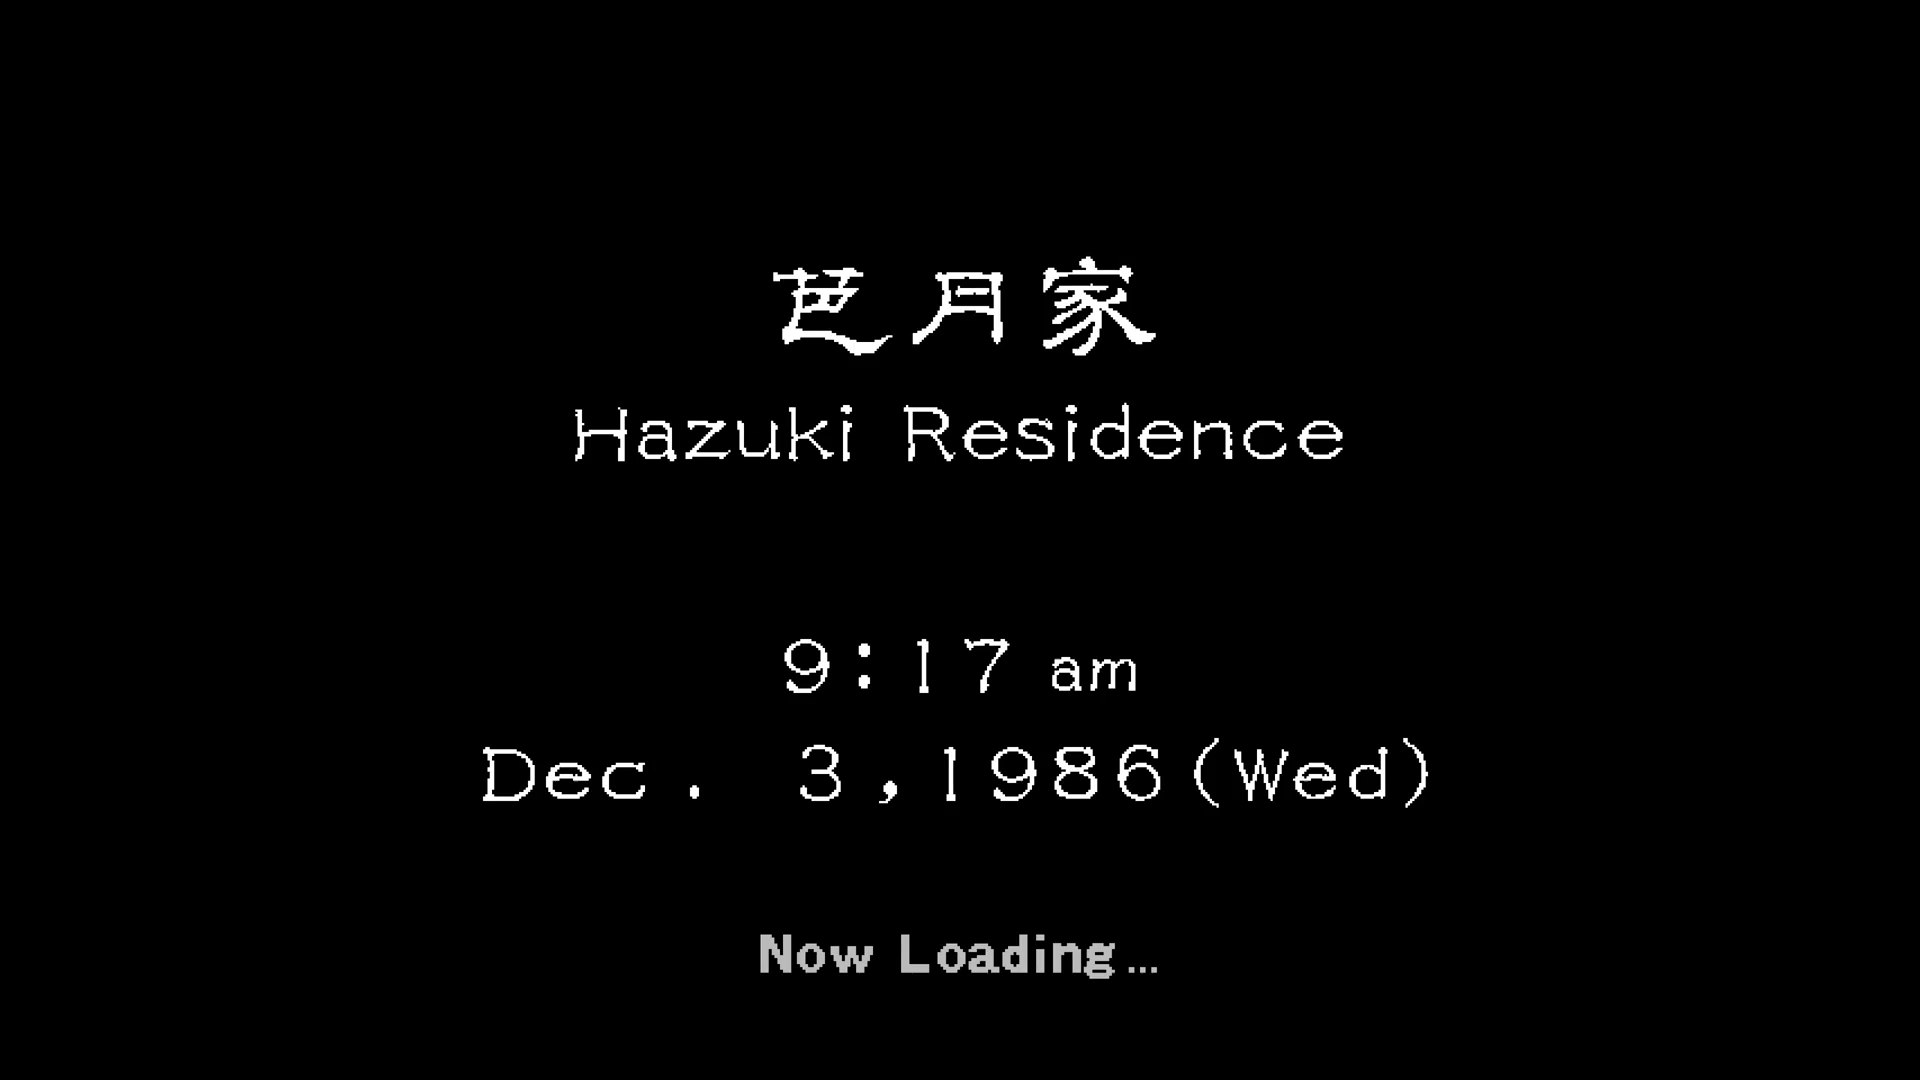 芭月家
Hazuki Residence
9:17 am
Dec. 3,1986(Wed)
Now Loading...